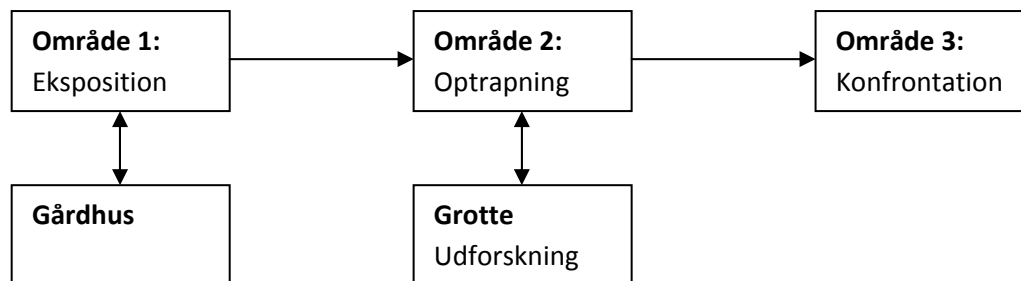 Område 1:
Eksposition
Område 2:
Optrapning
Område 3:
Konfrontation
Gårdhus
Grotte
Udforskning